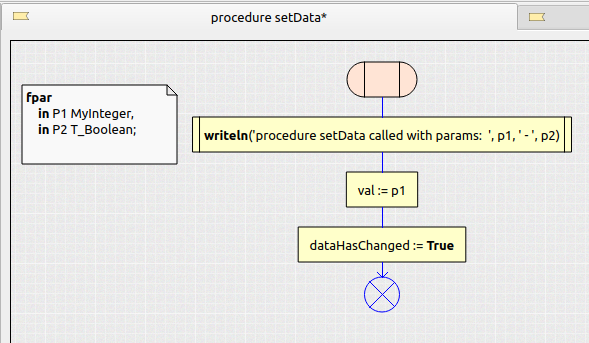 procedure setData*
fpar
in P1 MyInteger,
in P2 T_Boolean;
writeln('procedure setData called with params:  ', p1, ' - ', p2)
val := p1
dataHasChanged := True